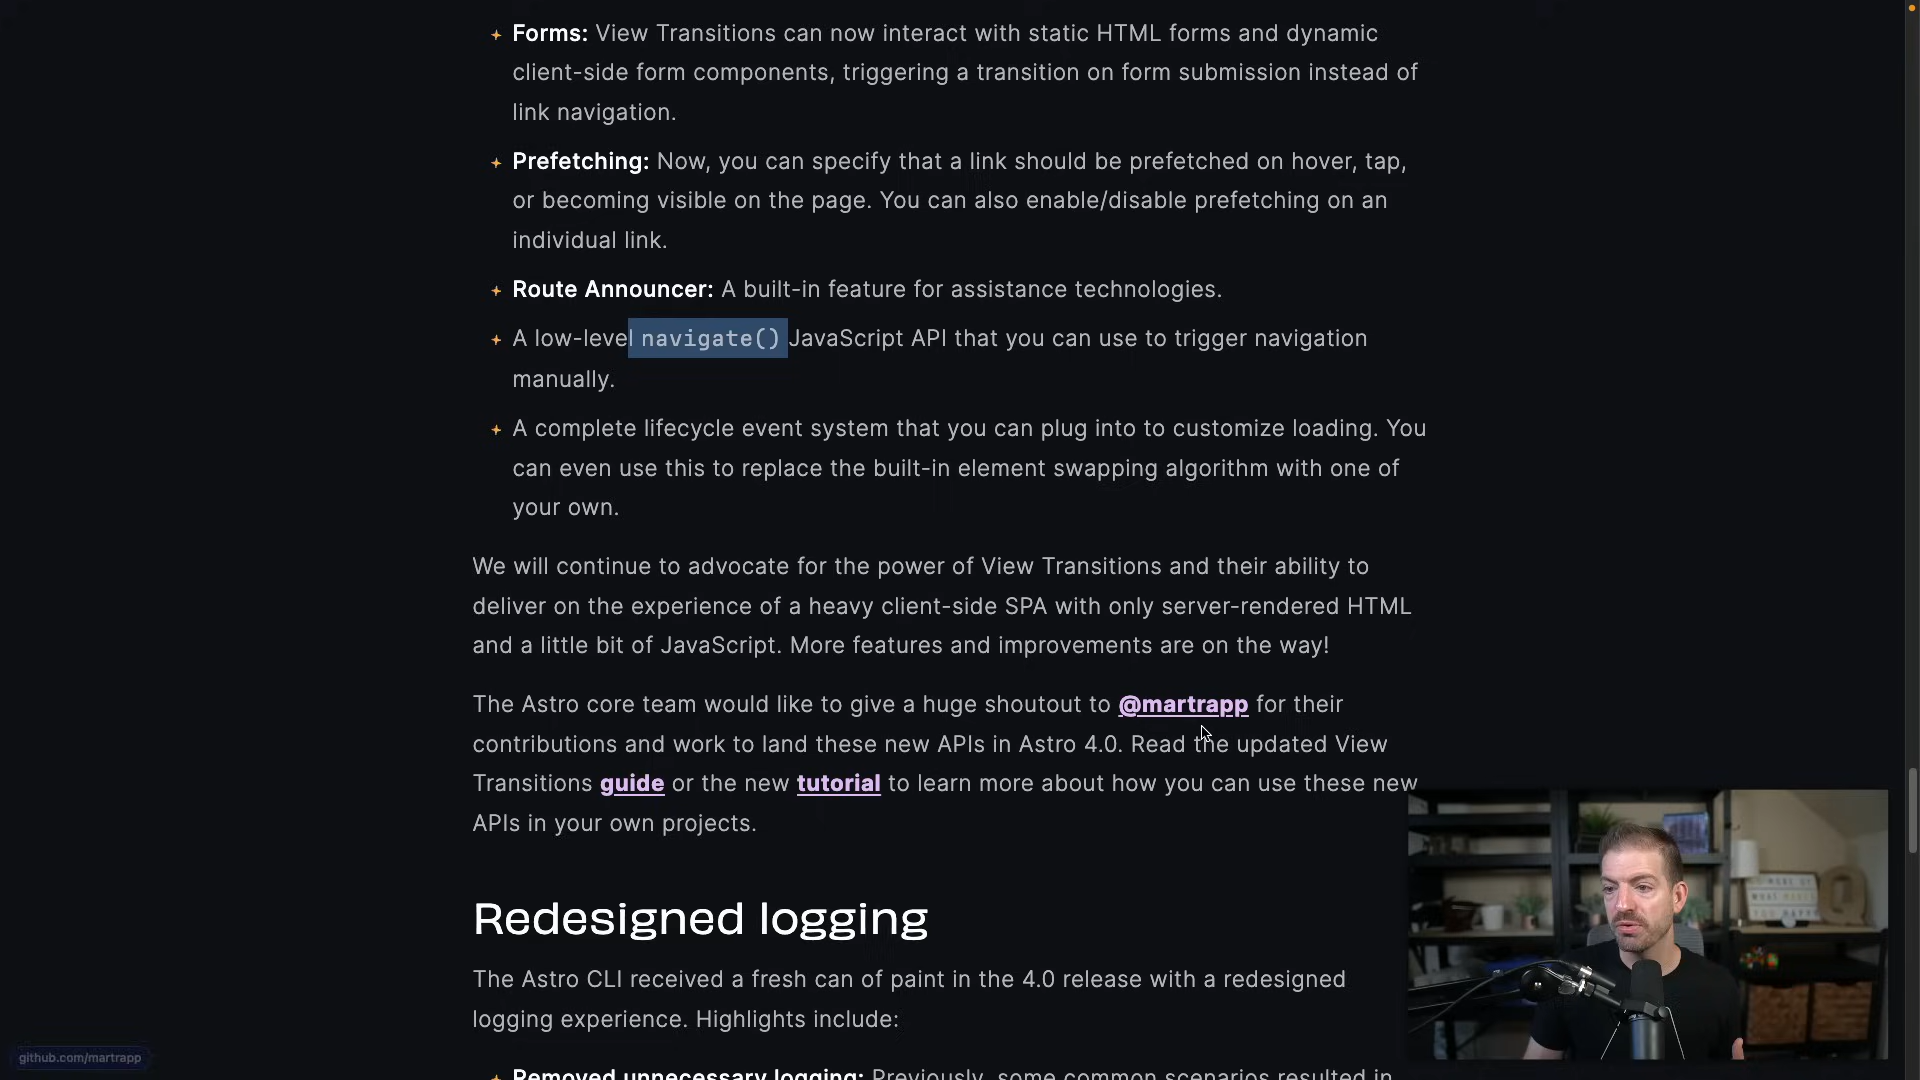 Forms: View Transitions can now interact with static HTML forms and dynamic
client-side form components, triggering a transition on form submission instead of
link navigation.
Prefetching: Now, you can specify that a link should be prefetched on hover, tap,
or becoming visible on the page. You can also enable/disable prefetching on an
individual link.
Route Announcer: A built-in feature for assistance technologies.
A low-level navigate() JavaScript API that you can use to trigger navigation
manually.
A complete lifecycle event system that you can plug into to customize loading. You
can even use this to replace the built-in element swapping algorithm with one of
your own.
We will continue to advocate for the power of View Transitions and their ability to
deliver on the experience of a heavy client-side SPA with only server-rendered HTML
and a little bit of JavaScript. More features and improvements are on the way!
The Astro core team would like to give a huge shoutout to @martrapp for their
contributions and work to land these new APIs in Astro 4.0. Read the updated View
Transitions guide or the new tutorial to learn more about how you can use these new
APIs in your own projects.
Redesigned logging
The Astro CLI received a fresh can of paint in the 4.0 release with a redesigned
logging experience. Highlights include:
Removed unnecessary logging: Previously, some common scenarios resulted in
github.com/martrapp